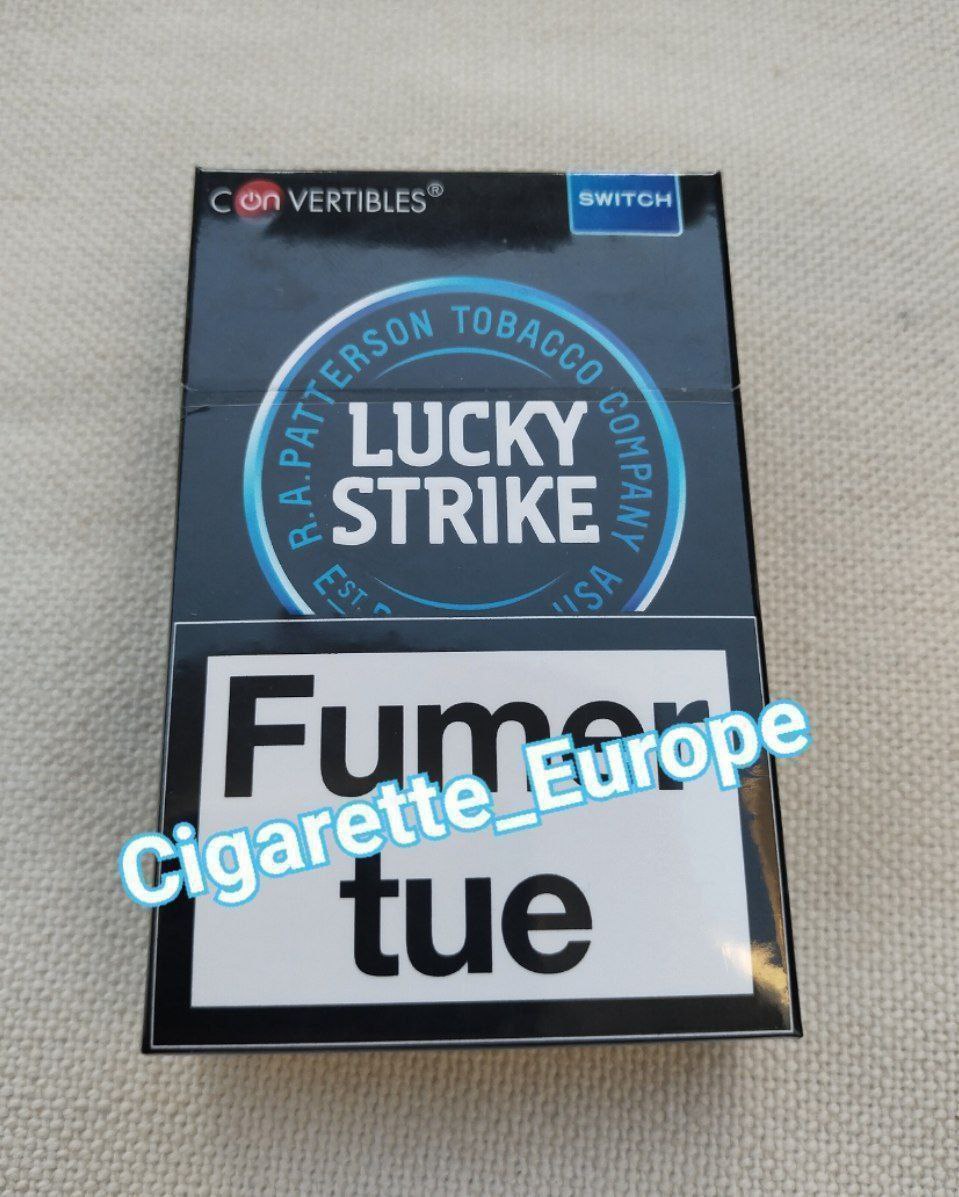 CONVERTIBLES®
SWITCH
R.A.PATTERSON TOBACCO COMPANY
LUCKY
STRIKE
EST. USA
Fumer
Cigarette_Europe
tue